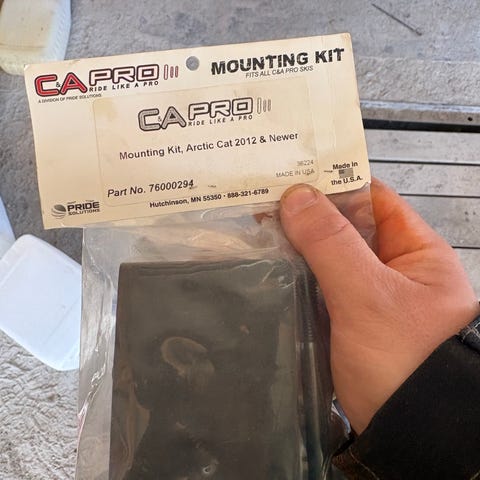 C&A PRO
RIDE LIKE A PRO
A DIVISION OF PRIDE SOLUTIONS
MOUNTING KIT
FITS ALL C&A PRO SKIS
C&A PRO
RIDE LIKE A PRO
Mounting Kit, Arctic Cat 2012 & Newer
36224
MADE IN USA
Part No. 76000294
Made in
the U.S.A.
PRIDE
SOLUTIONS
Hutchinson, MN 55350 · 888-321-6789